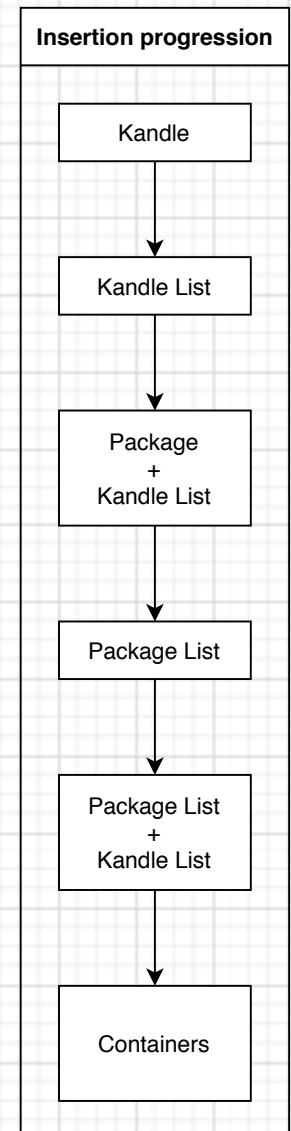 Insertion progression
Kandle
Kandle List
Package
+
Kandle List
Package List
Package List
+
Kandle List
Containers